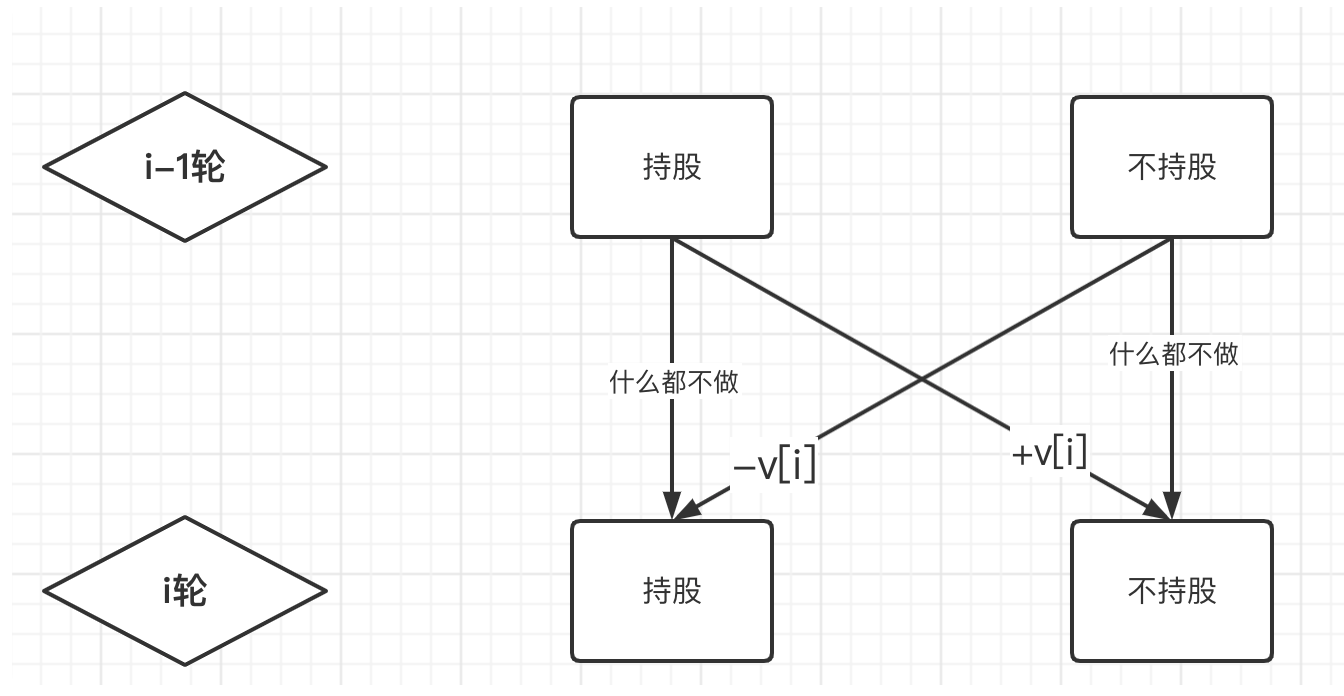 i-1轮
持股
不持股
什么都不做
什么都不做
-v[i]
+v[i]
i轮
持股
不持股